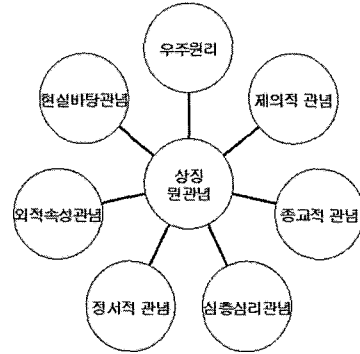 우주원리
제의적 관념
종교적 관념
심층심리관념
정서적 관념
외적속성관념
현실바탕관념
상징
원관념